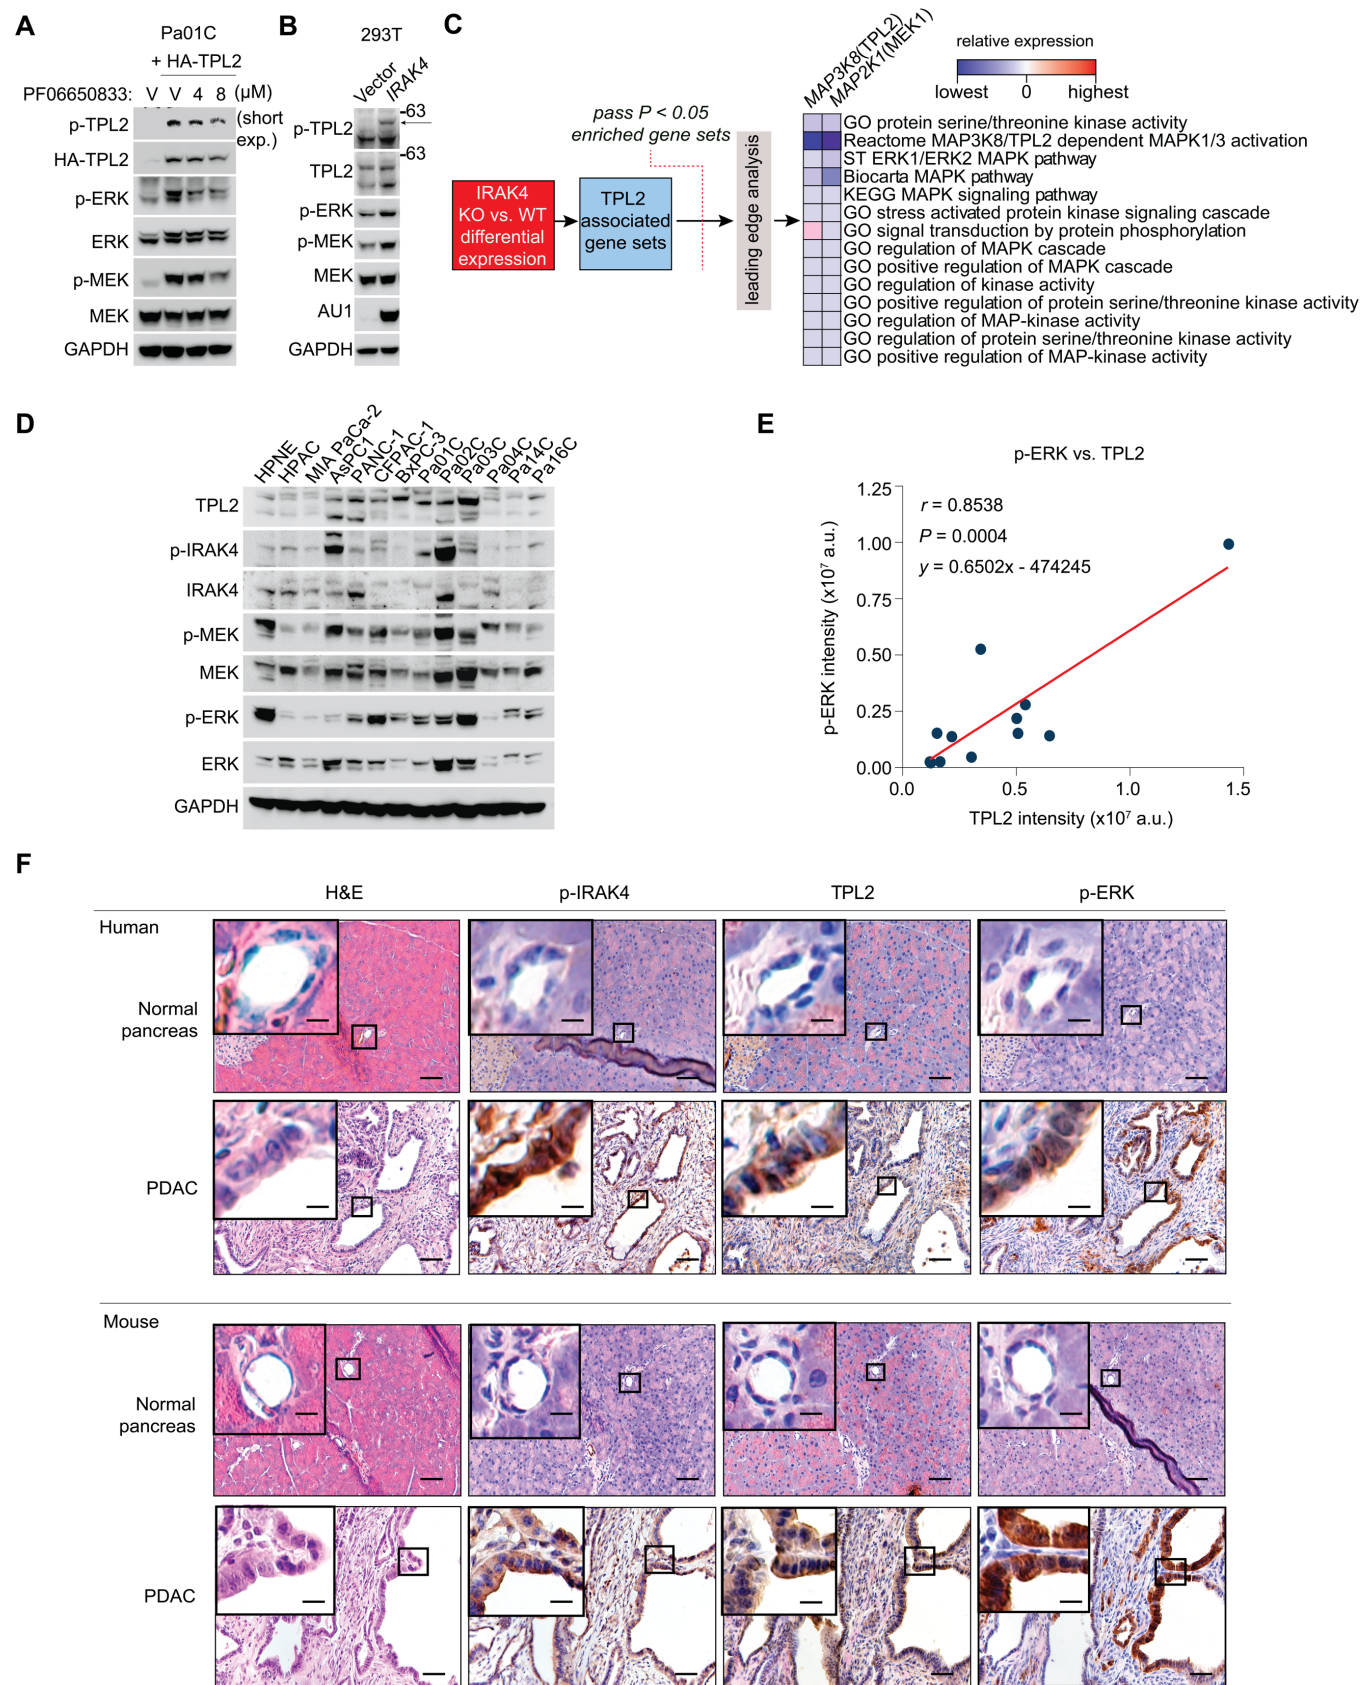 A
Pa01C
+ HA-TPL2
PF06650833: V V 4 8 (μM)
p-TPL2
(short
exp.)
HA-TPL2
p-ERK
ERK
p-MEK
MEK
GAPDH
B
293T
Vector
IRAK4
63
p-TPL2
63
TPL2
p-ERK
p-MEK
MEK
AU1
GAPDH
C
IRAK4
KO vs. WT
differential
expression
TPL2
associated
gene sets
pass P < 0.05
enriched gene sets
leading edge analysis
MAP3K8(TPL2)
MAP2K1(MEK1)
relative expression
lowest 0 highest
GO protein serine/threonine kinase activity
Reactome MAP3K8/TPL2 dependent MAPK1/3 activation
ST ERK1/ERK2 MAPK pathway
Biocarta MAPK pathway
KEGG MAPK signaling pathway
GO stress activated protein kinase signaling cascade
GO signal transduction by protein phosphorylation
GO regulation of MAPK cascade
GO positive regulation of MAPK cascade
GO regulation of kinase activity
GO positive regulation of protein serine/threonine kinase activity
GO regulation of MAP-kinase activity
GO regulation of protein serine/threonine kinase activity
GO positive regulation of MAP-kinase activity
D
HPNE
HPAC
MIA PaCa-2
AsPC1
PANC-1
CFPAC-1
BxPC-3
Pa01C
Pa02C
Pa03C
Pa04C
Pa14C
Pa16C
TPL2
p-IRAK4
IRAK4
p-MEK
MEK
p-ERK
ERK
GAPDH
E
p-ERK vs. TPL2
r = 0.8538
P = 0.0004
y = 0.6502x - 474245
p-ERK intensity (x10⁷ a.u.)
1.25
1.00
0.75
0.50
0.25
0.00
0.0 0.5 1.0 1.5
TPL2 intensity (x10⁷ a.u.)
F
H&E p-IRAK4 TPL2 p-ERK
Human
Normal
pancreas
PDAC
Mouse
Normal
pancreas
PDAC